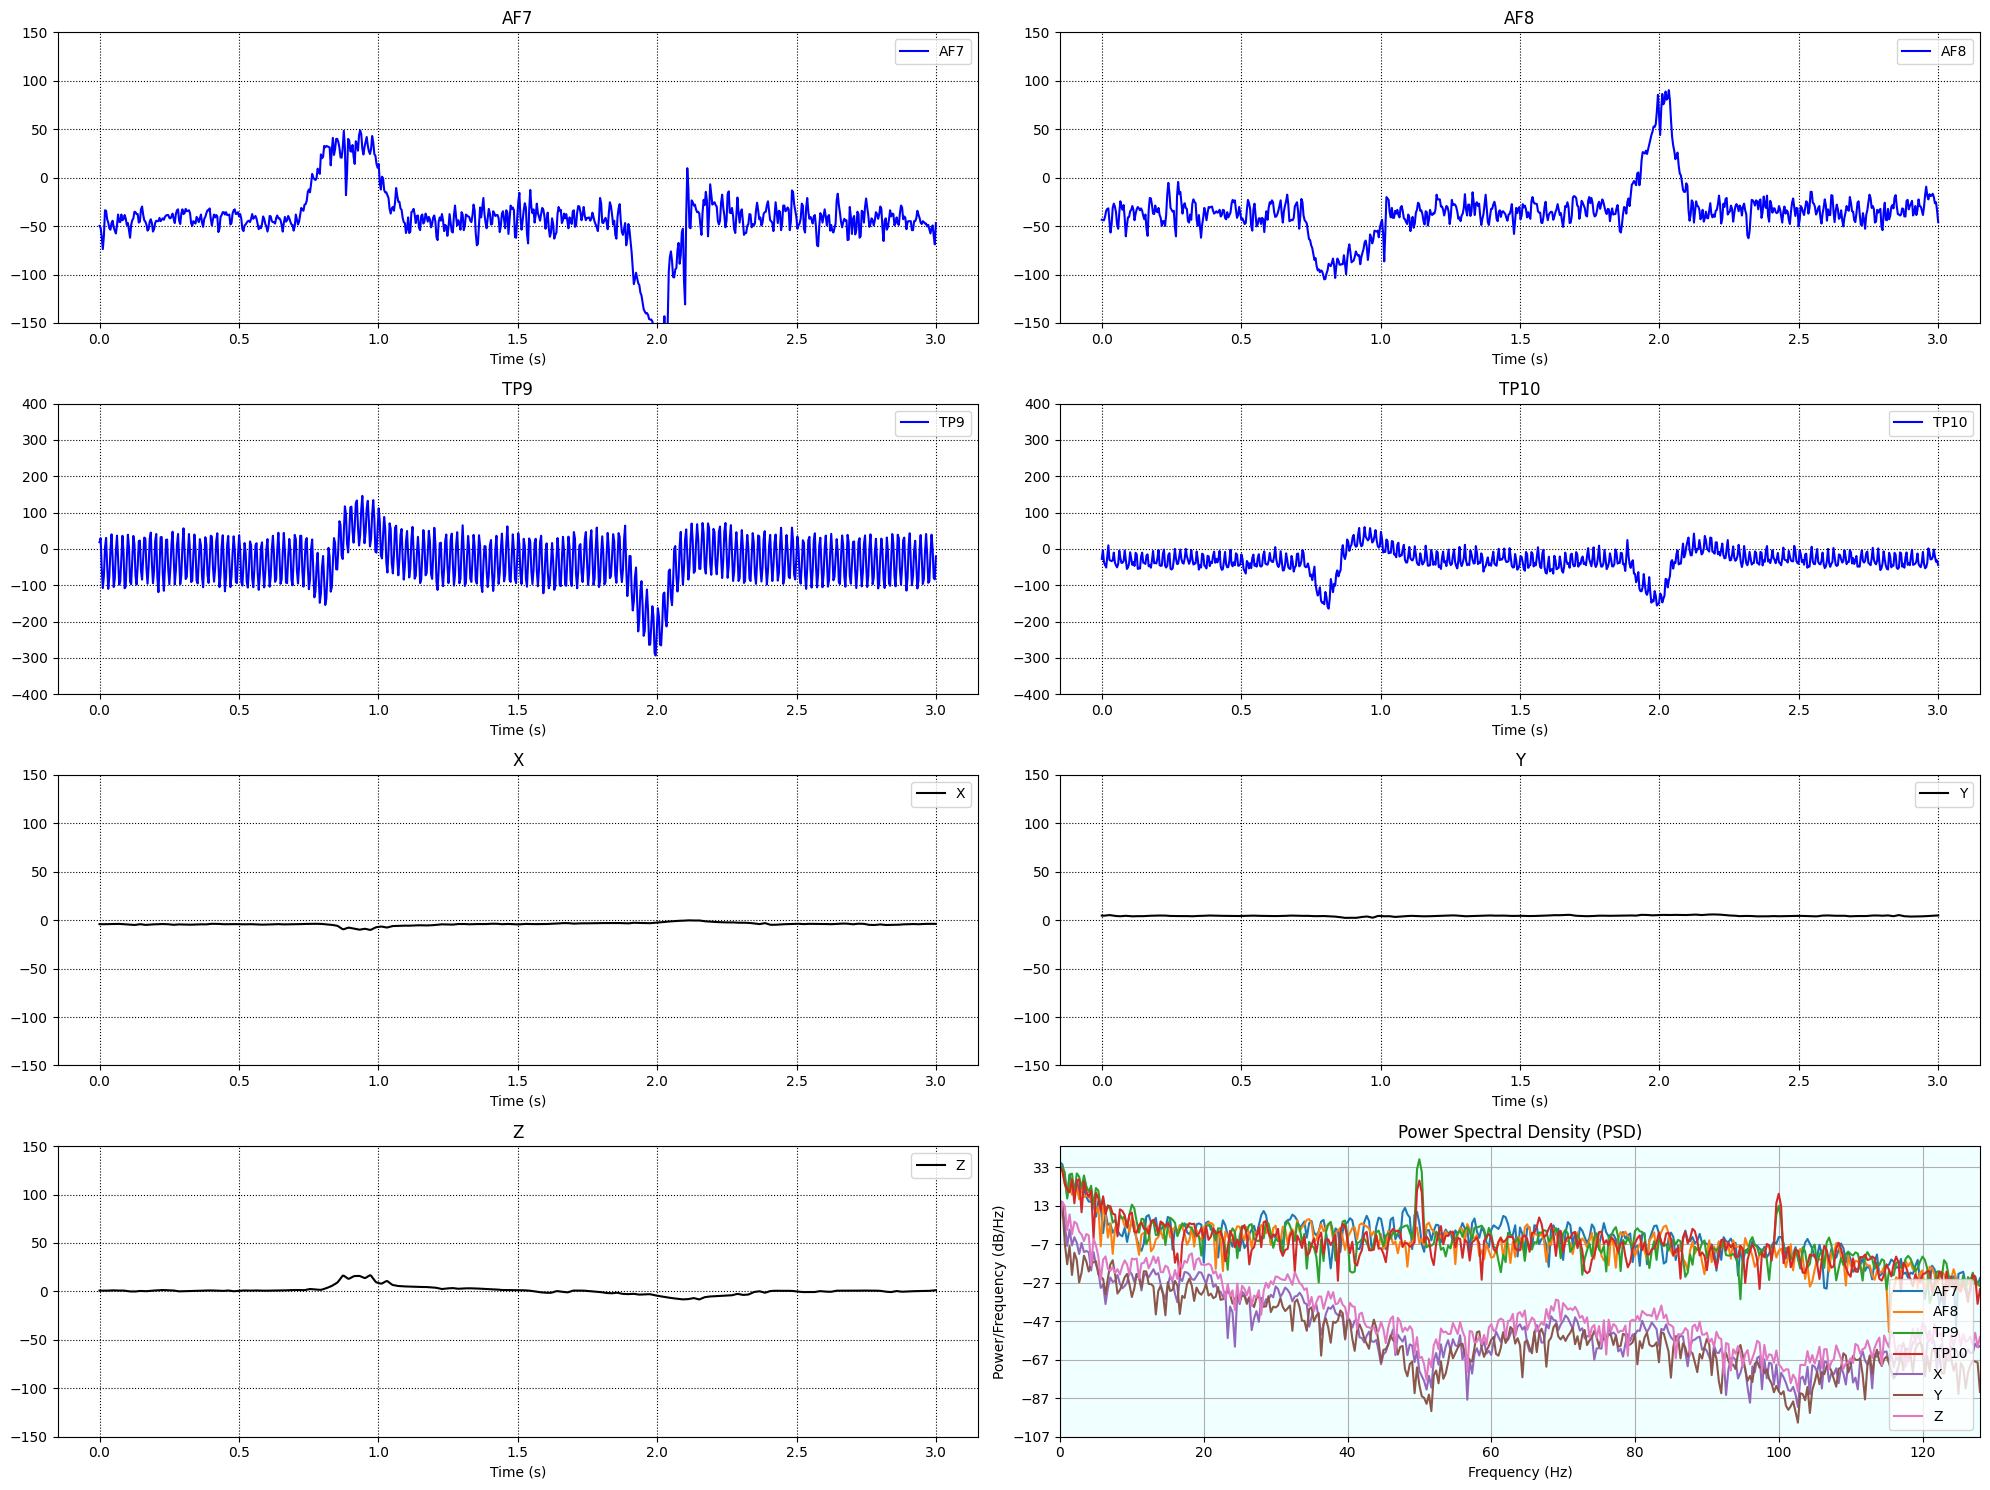 AF7
150
100
50
0
−50
−100
−150
0.0 0.5 1.0 1.5 2.0 2.5 3.0
Time (s)
AF7
AF8
150
100
50
0
−50
−100
−150
0.0 0.5 1.0 1.5 2.0 2.5 3.0
Time (s)
AF8
TP9
400
300
200
100
0
−100
−200
−300
−400
0.0 0.5 1.0 1.5 2.0 2.5 3.0
Time (s)
TP9
TP10
400
300
200
100
0
−100
−200
−300
−400
0.0 0.5 1.0 1.5 2.0 2.5 3.0
Time (s)
TP10
X
150
100
50
0
−50
−100
−150
0.0 0.5 1.0 1.5 2.0 2.5 3.0
Time (s)
X
Y
150
100
50
0
−50
−100
−150
0.0 0.5 1.0 1.5 2.0 2.5 3.0
Time (s)
Y
Z
150
100
50
0
−50
−100
−150
0.0 0.5 1.0 1.5 2.0 2.5 3.0
Time (s)
Z
Power Spectral Density (PSD)
Power/Frequency (dB/Hz)
33
13
−7
−27
−47
−67
−87
−107
0 20 40 60 80 100 120
Frequency (Hz)
AF7
AF8
TP9
TP10
X
Y
Z